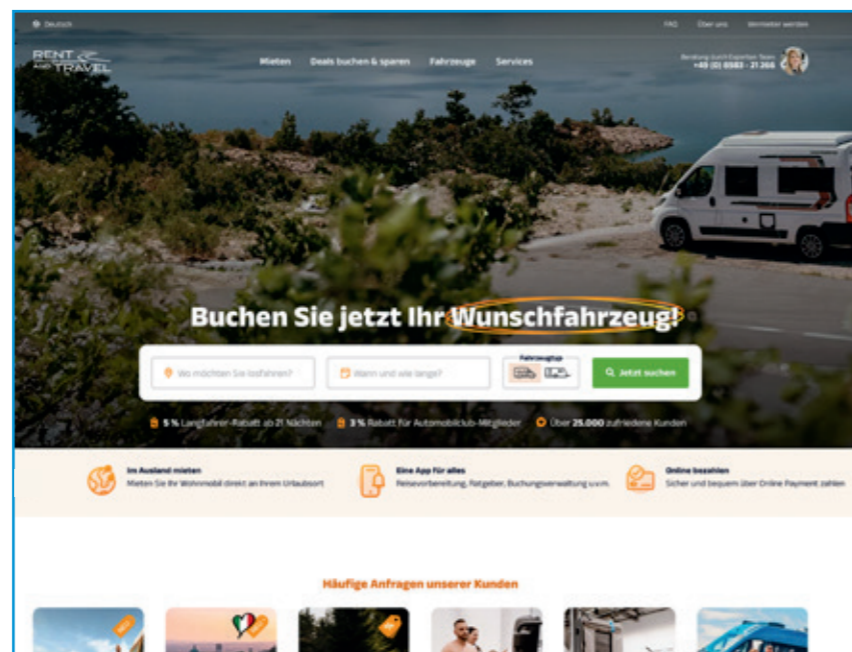 Deutsch
FAQ Über uns Vermieter werden
RENT
AND TRAVEL
Mieten Deals buchen & sparen Fahrzeuge Services
Beratung durch Experten Team
+49 (0) 8583 - 21 266
Buchen Sie jetzt Ihr Wunschfahrzeug!
Wo möchten Sie losfahren?
Wann und wie lange?
Fahrzeugtyp
Jetzt suchen
5 % Langfahrer-Rabatt ab 21 Nächten
3 % Rabatt für Automobilclub-Mitglieder
Über 25.000 zufriedene Kunden
Im Ausland mieten
Mieten Sie Ihr Wohnmobil direkt an Ihrem Urlaubsort
Eine App für alles
Reisevorbereitung, Ratgeber, Buchungsverwaltung u.v.m.
Online bezahlen
Sicher und bequem über Online Payment zahlen
Häufige Anfragen unserer Kunden